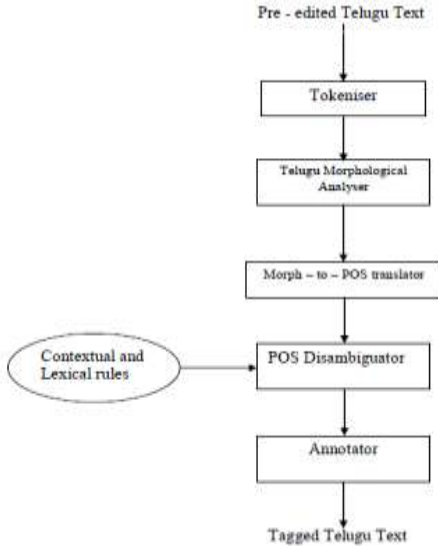 Pre - edited Telugu Text
Tokeniser
Telugu Morphological
Analyser
Morph – to – POS translator
Contextual and
Lexical rules
POS Disambiguator
Annotator
Tagged Telugu Text